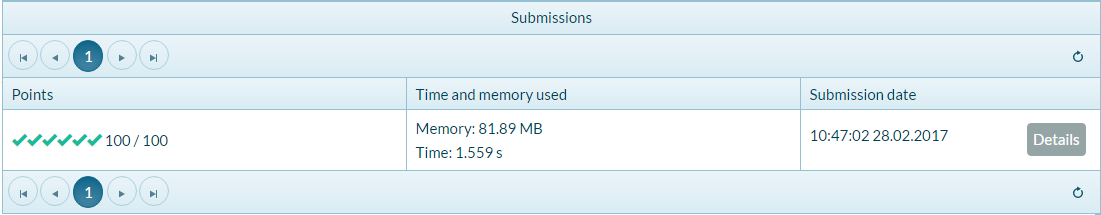 Submissions
1
Points Time and memory used Submission date
100 / 100 Memory: 81.89 MB 10:47:02 28.02.2017 Details
Time: 1.559 s
1